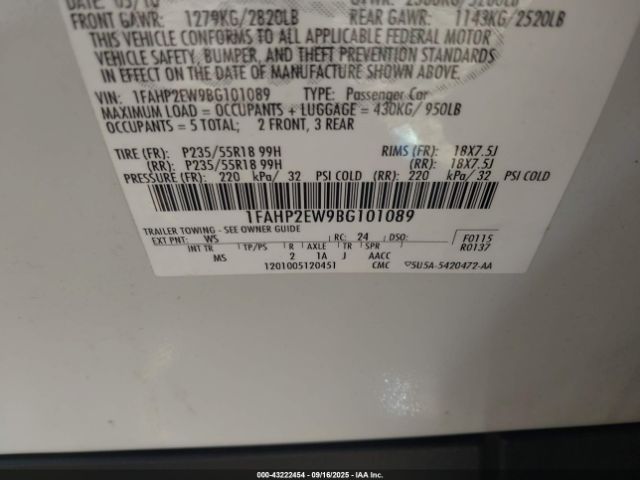 DATE: 05/10
FRONT GAWR: 1279KG/2820LB REAR GAWR: 1143KG/2520LB
THIS VEHICLE CONFORMS TO ALL APPLICABLE FEDERAL MOTOR
VEHICLE SAFETY, BUMPER, AND THEFT PREVENTION STANDARDS
IN EFFECT ON THE DATE OF MANUFACTURE SHOWN ABOVE.
VIN: 1FAHP2EW9BG101089 TYPE: Passenger Car
MAXIMUM LOAD = OCCUPANTS + LUGGAGE = 430KG/ 950LB
OCCUPANTS = 5 TOTAL; 2 FRONT, 3 REAR
TIRE (FR): P235/55R18 99H RIMS (FR): 18X7.5J
(RR): P235/55R18 99H (RR): 18X7.5J
PRESSURE (FR): 220 kPa/ 32 PSI COLD (RR): 220 kPa/ 32 PSI COLD
1FAHP2EW9BG101089
TRAILER TOWING - SEE OWNER GUIDE
EXT PNT: WS RC: 24 DSO: F0115
INT TR TP/PS R AXLE TR SPR R0137
MS 2 1A J AACC
1201005120451 CMC 5U5A-5420472-AA
000-43222454 | 09/16/2025 | IAA Inc.